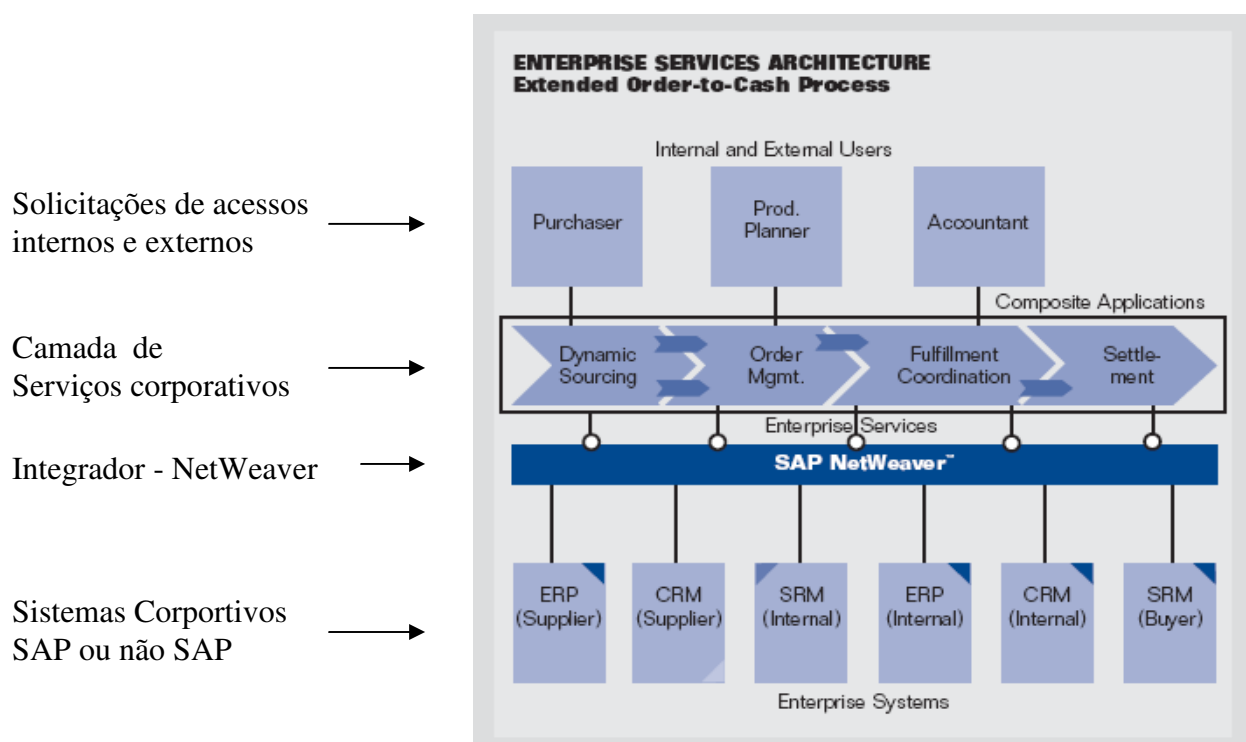 ENTERPRISE SERVICES ARCHITECTURE
Extended Order-to-Cash Process
Internal and External Users
Solicitações de acessos
internos e externos
Purchaser
Prod.
Planner
Accountant
Composite Applications
Camada de
Serviços corporativos
Dynamic
Sourcing
Order
Mgmt.
Fulfillment
Coordination
Settle-
ment
Enterprise Services
Integrador - NetWeaver
SAP NetWeaver™
Sistemas Corportivos
SAP ou não SAP
ERP
(Supplier)
CRM
(Supplier)
SRM
(Internal)
ERP
(Internal)
CRM
(Internal)
SRM
(Buyer)
Enterprise Systems